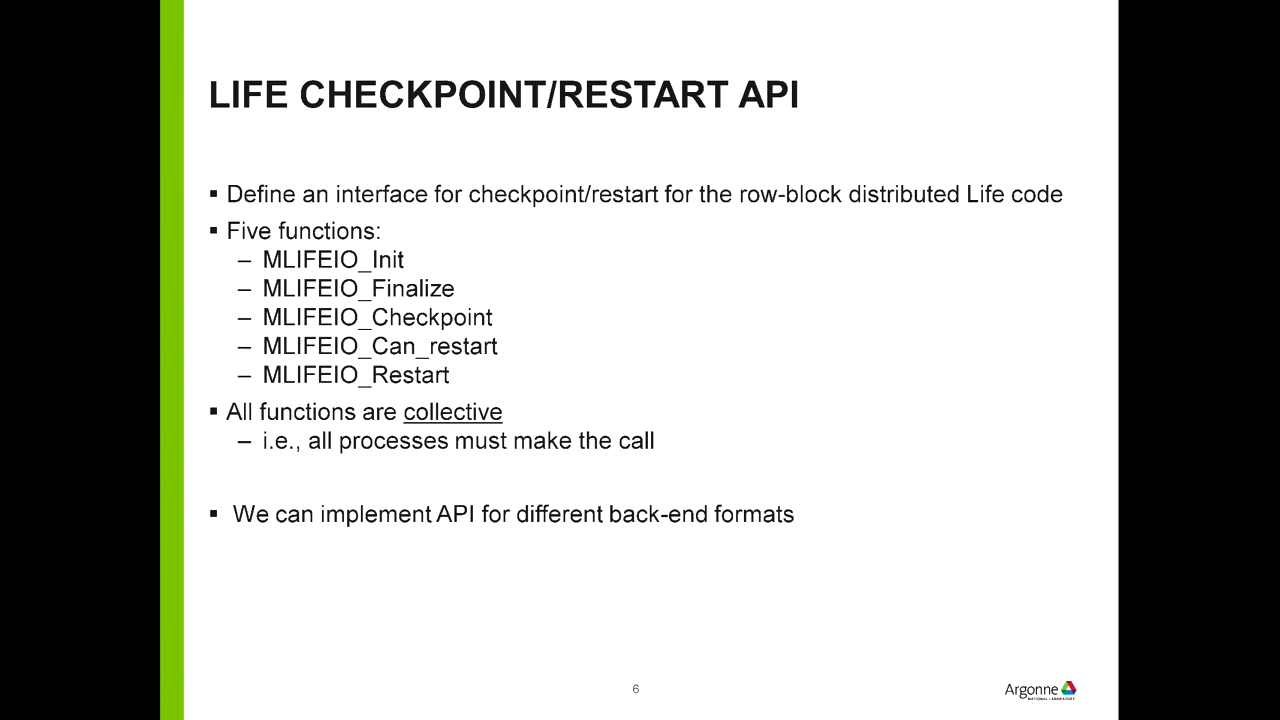 LIFE CHECKPOINT/RESTART API
▪ Define an interface for checkpoint/restart for the row-block distributed Life code
▪ Five functions:
– MLIFEIO_Init
– MLIFEIO_Finalize
– MLIFEIO_Checkpoint
– MLIFEIO_Can_restart
– MLIFEIO_Restart
▪ All functions are collective
– i.e., all processes must make the call
▪ We can implement API for different back-end formats
6
Argonne
NATIONAL LABORATORY